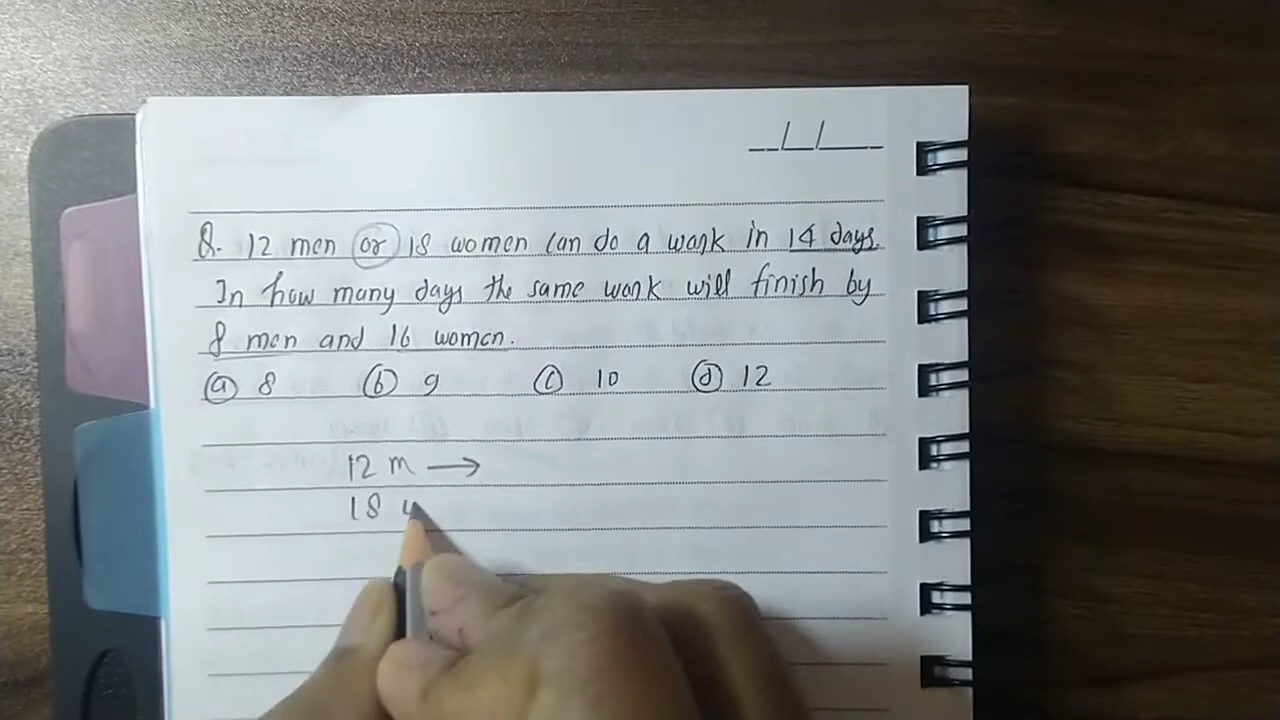 __/__/____
Q. 12 men or 18 women can do a work in 14 days.
In how many days the same work will finish by
8 men and 16 women.
(a) 8 (b) 9 (c) 10 (d) 12
12 m →
18